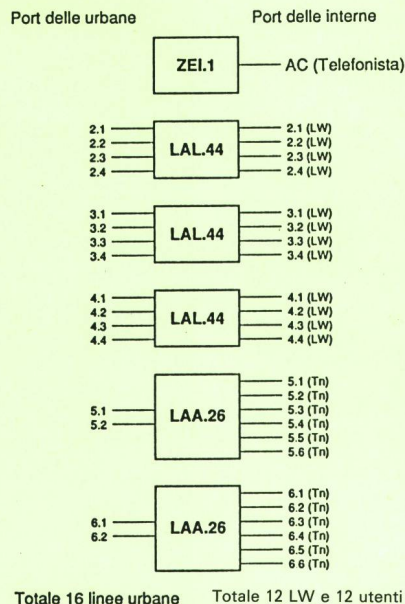 Port delle urbane Port delle interne
ZEI.1 AC (Telefonista)
2.1 2.1 (LW)
2.2 2.2 (LW)
LAL.44
2.3 2.3 (LW)
2.4 2.4 (LW)
3.1 3.1 (LW)
3.2 3.2 (LW)
LAL.44
3.3 3.3 (LW)
3.4 3.4 (LW)
4.1 4.1 (LW)
4.2 4.2 (LW)
LAL.44
4.3 4.3 (LW)
4.4 4.4 (LW)
5.1 (Tn)
5.2 (Tn)
5.1 5.3 (Tn)
LAA.26
5.2 5.4 (Tn)
5.5 (Tn)
5.6 (Tn)
6.1 (Tn)
6.2 (Tn)
6.1 6.3 (Tn)
LAA.26
6.2 6.4 (Tn)
6.5 (Tn)
6 6 (Tn)
Totale 16 linee urbane Totale 12 LW e 12 utenti